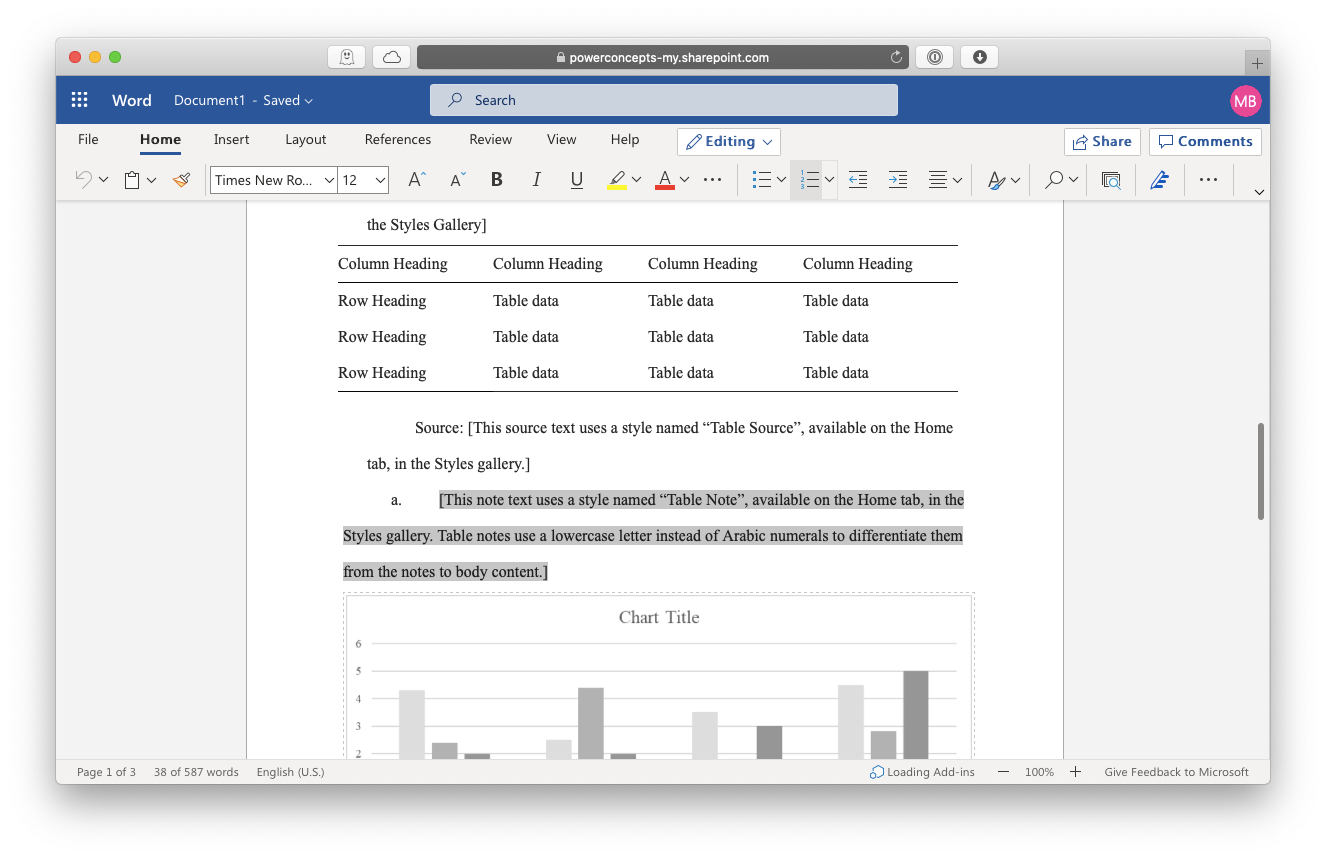 powerconcepts-my.sharepoint.com
Word Document1 - Saved Search MB
File Home Insert Layout References Review View Help Editing Share Comments
Times New Ro... 12 A A B I U A
the Styles Gallery]
Column Heading Column Heading Column Heading Column Heading
Row Heading Table data Table data Table data
Row Heading Table data Table data Table data
Row Heading Table data Table data Table data
Source: [This source text uses a style named “Table Source”, available on the Home
tab, in the Styles gallery.]
a. [This note text uses a style named “Table Note”, available on the Home tab, in the
Styles gallery. Table notes use a lowercase letter instead of Arabic numerals to differentiate them
from the notes to body content.]
Chart Title
6
5
4
3
2
Page 1 of 3 38 of 587 words English (U.S.) Loading Add-ins — 100% + Give Feedback to Microsoft